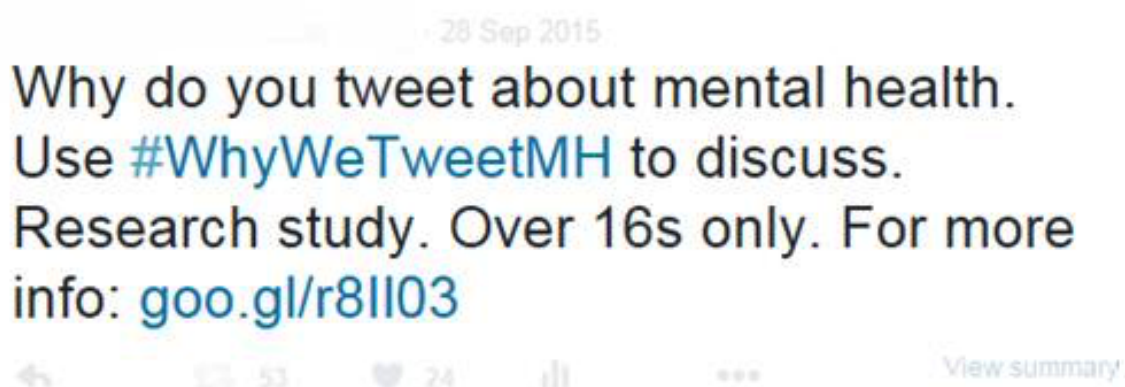 28 Sep 2015
Why do you tweet about mental health.
Use #WhyWeTweetMH to discuss.
Research study. Over 16s only. For more
info: goo.gl/r8II03
53 24 View summary